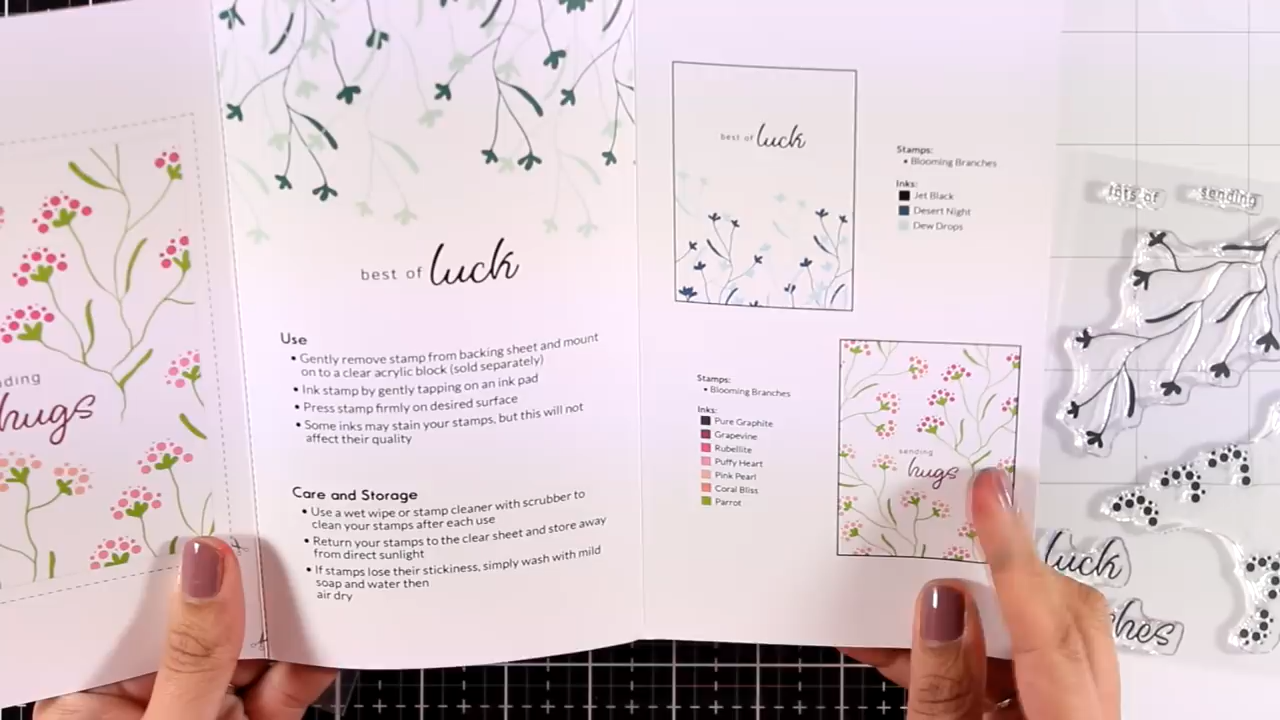 hugs
best of luck
Use
• Gently remove stamp from backing sheet and mount
on to a clear acrylic block (sold separately)
• Ink stamp by gently tapping on an ink pad
• Press stamp firmly on desired surface
• Some inks may stain your stamps, but this will not
affect their quality
Care and Storage
• Use a wet wipe or stamp cleaner with scrubber to
clean your stamps after each use
• Return your stamps to the clear sheet and store away
from direct sunlight
• If stamps lose their stickiness, simply wash with mild
soap and water then
air dry
best of luck
Stamps:
• Blooming Branches
Inks:
Jet Black
Desert Night
Dew Drops
Stamps:
• Blooming Branches
Inks:
Pure Graphite
Grapevine
Rubellite
Puffy Heart
Pink Pearl
Coral Bliss
Parrot
sending
hugs
lots of
sending
luck